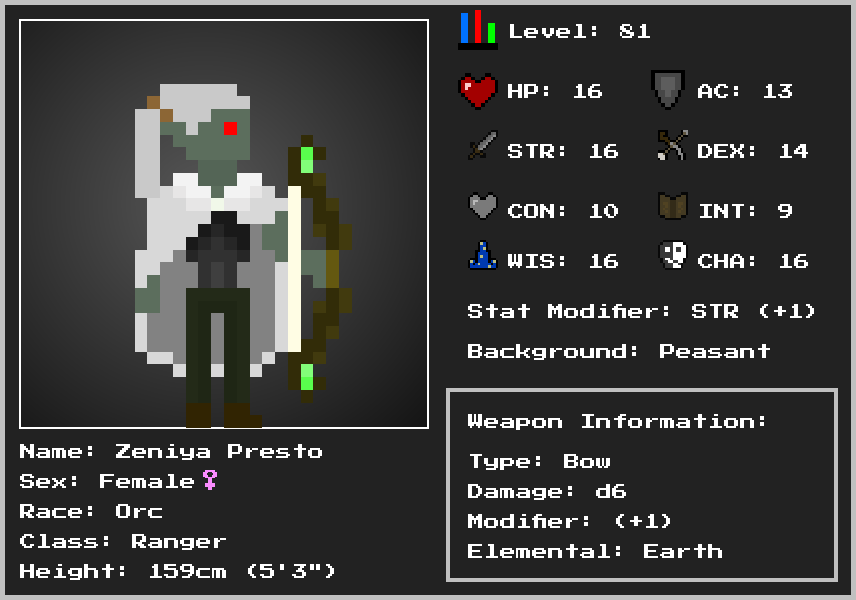 Level: 81
HP: 16 AC: 13
STR: 16 DEX: 14
CON: 10 INT: 9
WIS: 16 CHA: 16
Stat Modifier: STR (+1)
Background: Peasant
Weapon Information:
Type: Bow
Damage: d6
Modifier: (+1)
Elemental: Earth
Name: Zeniya Presto
Sex: Female♀
Race: Orc
Class: Ranger
Height: 159cm (5'3")